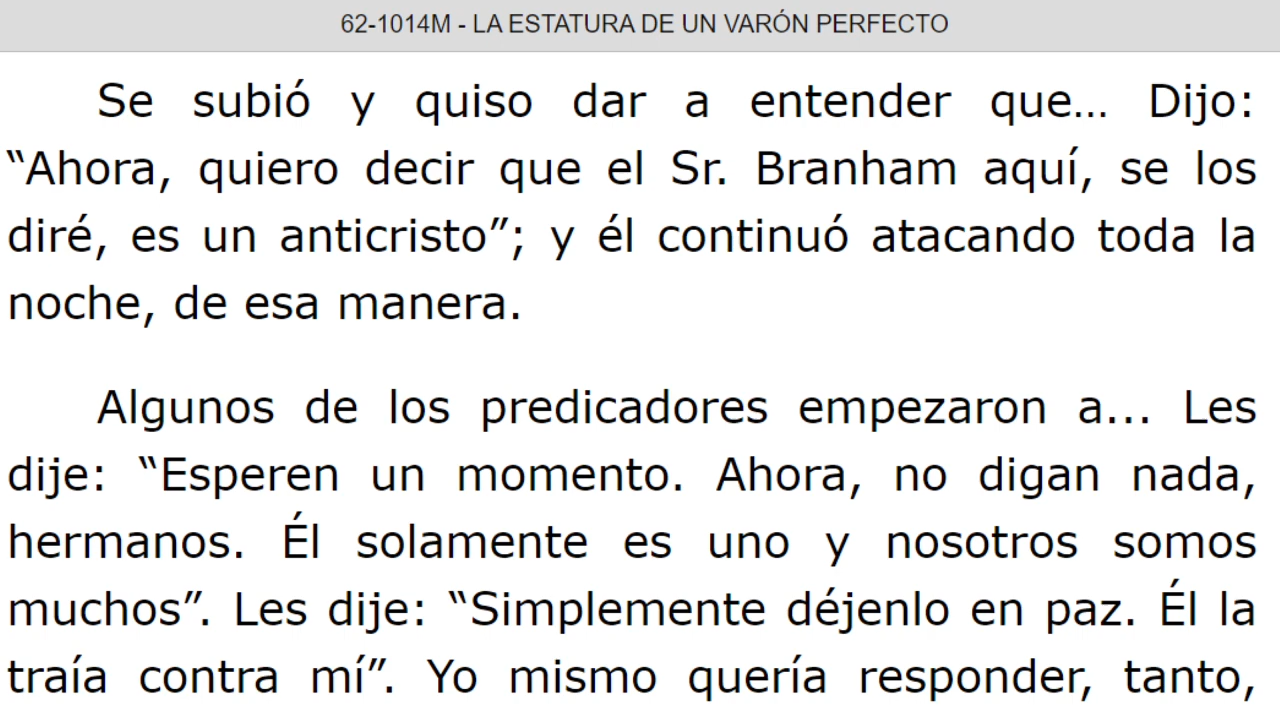 62-1014M - LA ESTATURA DE UN VARÓN PERFECTO
Se subió y quiso dar a entender que… Dijo:
“Ahora, quiero decir que el Sr. Branham aquí, se los
diré, es un anticristo”; y él continuó atacando toda la
noche, de esa manera.
Algunos de los predicadores empezaron a… Les
dije: “Esperen un momento. Ahora, no digan nada,
hermanos. Él solamente es uno y nosotros somos
muchos”. Les dije: “Simplemente déjenlo en paz. Él la
traía contra mí”. Yo mismo quería responder, tanto,